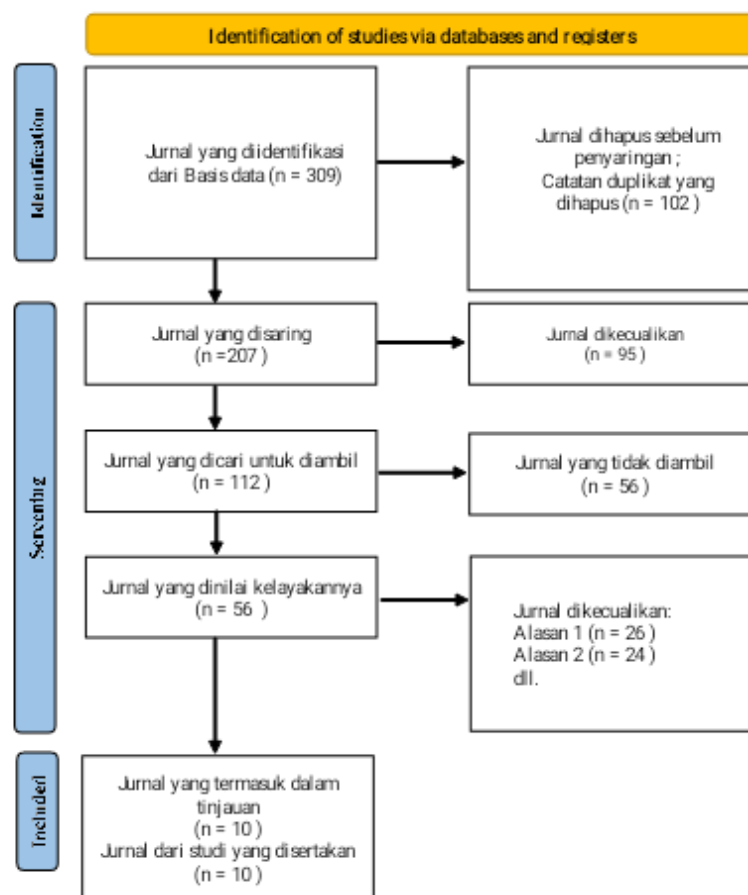 Identification of studies via databases and registers
Identification
Jurnal yang diidentifikasi
dari Basis data (n = 309)
Jurnal dihapus sebelum
penyaringan ;
Catatan duplikat yang
dihapus (n = 102 )
Screening
Jurnal yang disaring
(n =207 )
Jurnal dikecualikan
(n = 95 )
Jurnal yang dicari untuk diambil
(n = 112 )
Jurnal yang tidak diambil
(n = 56 )
Jurnal yang dinilai kelayakannya
(n = 56 )
Jurnal dikecualikan:
Alasan 1 (n = 26 )
Alasan 2 (n = 24 )
dll.
Included
Jurnal yang termasuk dalam
tinjauan
(n = 10 )
Jurnal dari studi yang disertakan
(n = 10 )